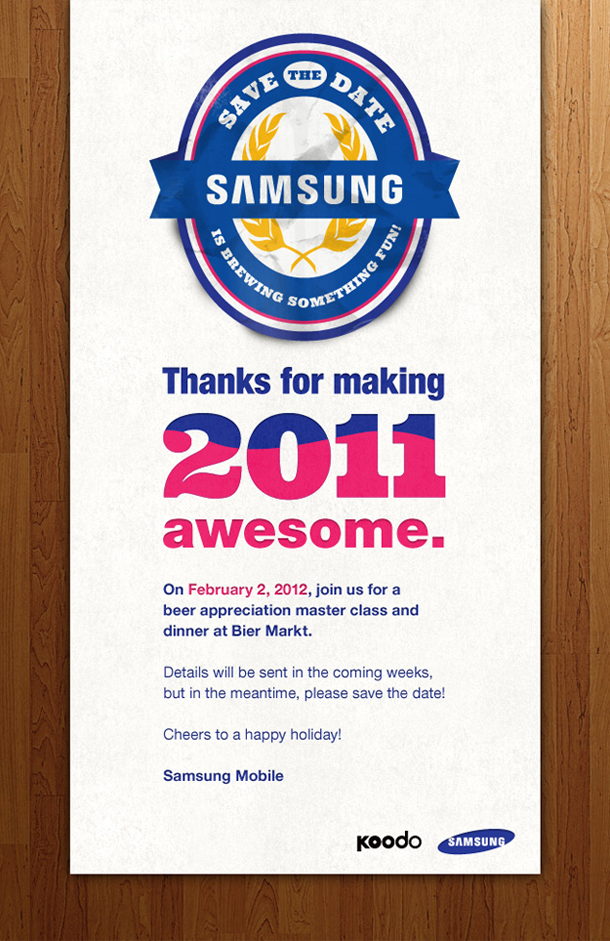 SAVE THE DATE
SAMSUNG
IS BREWING SOMETHING FUN!
Thanks for making
2011
awesome.
On February 2, 2012, join us for a
beer appreciation master class and
dinner at Bier Markt.
Details will be sent in the coming weeks,
but in the meantime, please save the date!
Cheers to a happy holiday!
Samsung Mobile
koodo SAMSUNG